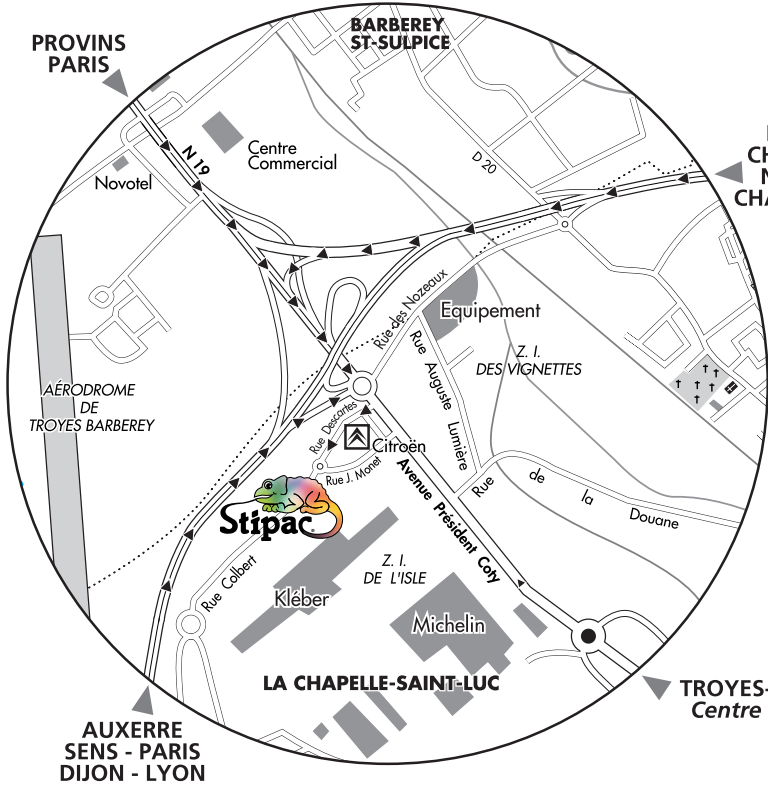 BARBEREY
ST-SULPICE
PROVINS
PARIS
N 19
Centre
Commercial
D 20
Novotel
CH
CHA
Rue des Nozeaux
Equipement
Z. I.
DES VIGNETTES
Rue Auguste Lumière
AÉRODROME
DE
TROYES BARBEREY
Rue Descartes
Citroën
Rue J. Monet
Avenue Président Coty
Rue de la Douane
Stipac
Z. I.
DE L'ISLE
Rue Colbert
Kléber
Michelin
LA CHAPELLE-SAINT-LUC
TROYES-
Centre
AUXERRE
SENS - PARIS
DIJON - LYON